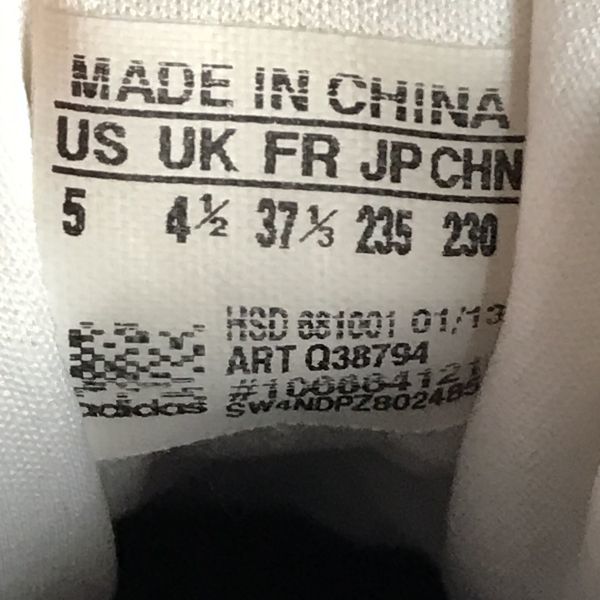 MADE IN CHINA
US UK FR JP CHN
5 4½ 37⅓ 235 230
HSD 681001 01/13
ART Q38794
adidas